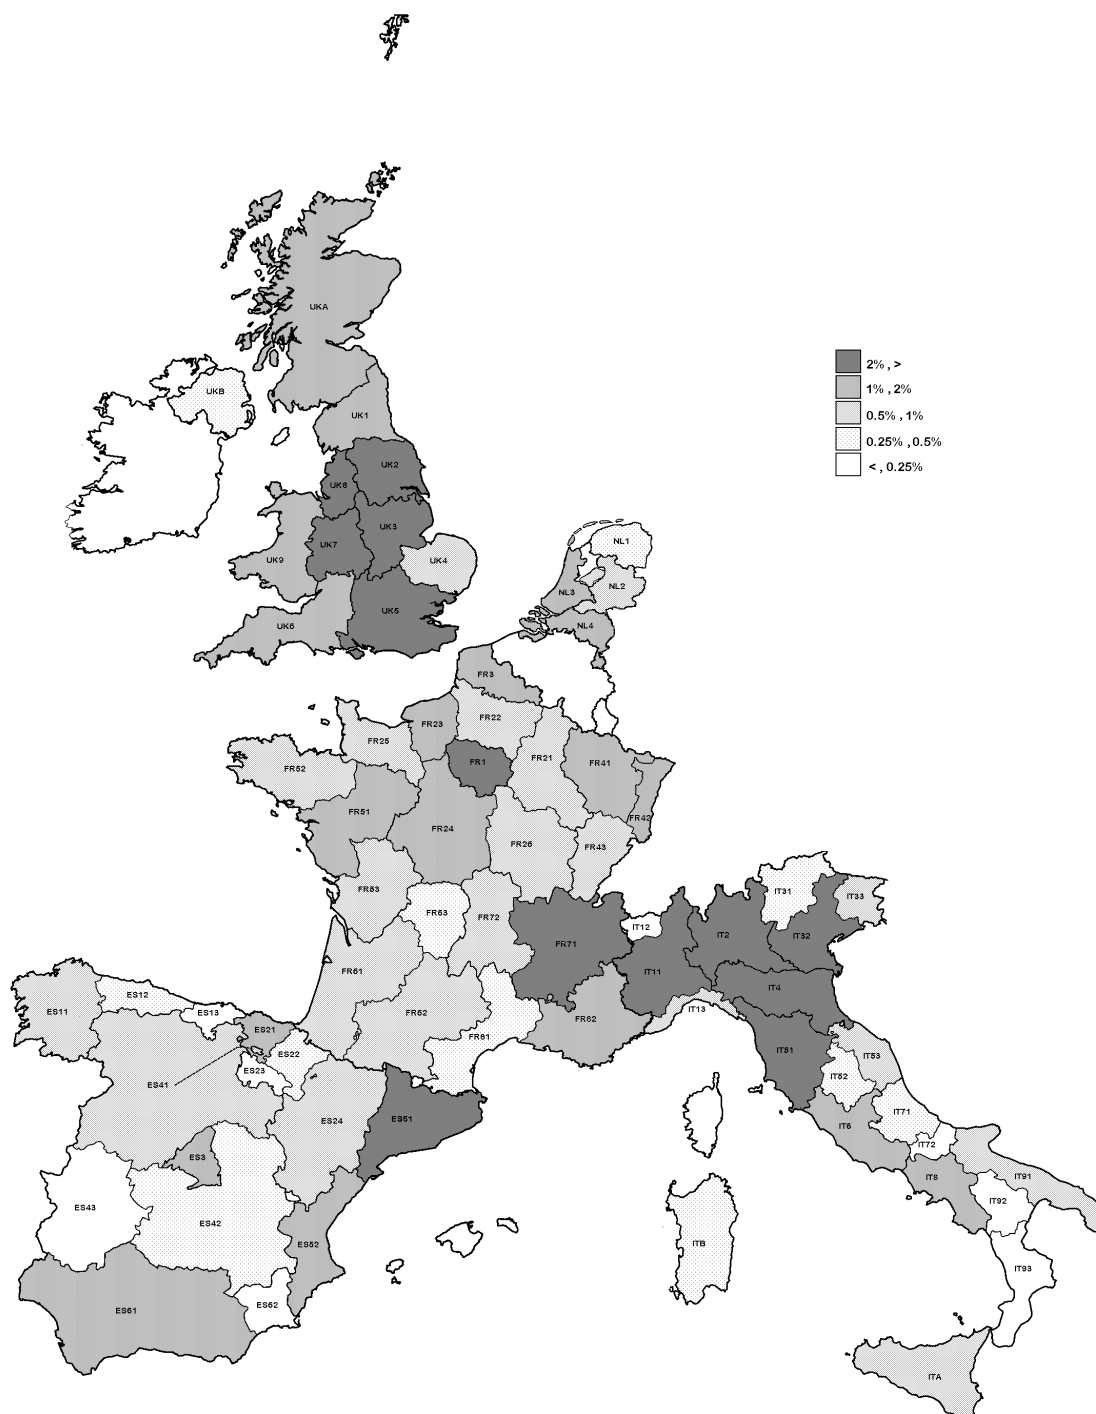 UKA
2% , >
UKB
1% , 2%
UK1
0.5% , 1%
0.25% , 0.5%
UK2
< , 0.25%
UK8
UK3
UK7
NL1
UK9
UK4
NL2
NL3
UK5
UK6
NL4
FR3
FR22
FR23
FR25
FR1
FR21
FR41
FR52
FR51
FR42
FR24
FR26
FR43
FR53
IT31
IT33
FR63
FR72
IT12
IT2
IT32
FR71
FR61
IT11
IT4
ES12
IT13
ES11
ES13
FR62
FR82
ES21
FR81
IT51
ES22
IT53
ES23
IT52
ES41
IT71
ES51
ES24
IT6
IT72
ES3
IT8
IT91
IT92
ES43
ES42
ES52
ITB
IT93
ES62
ES61
ITA